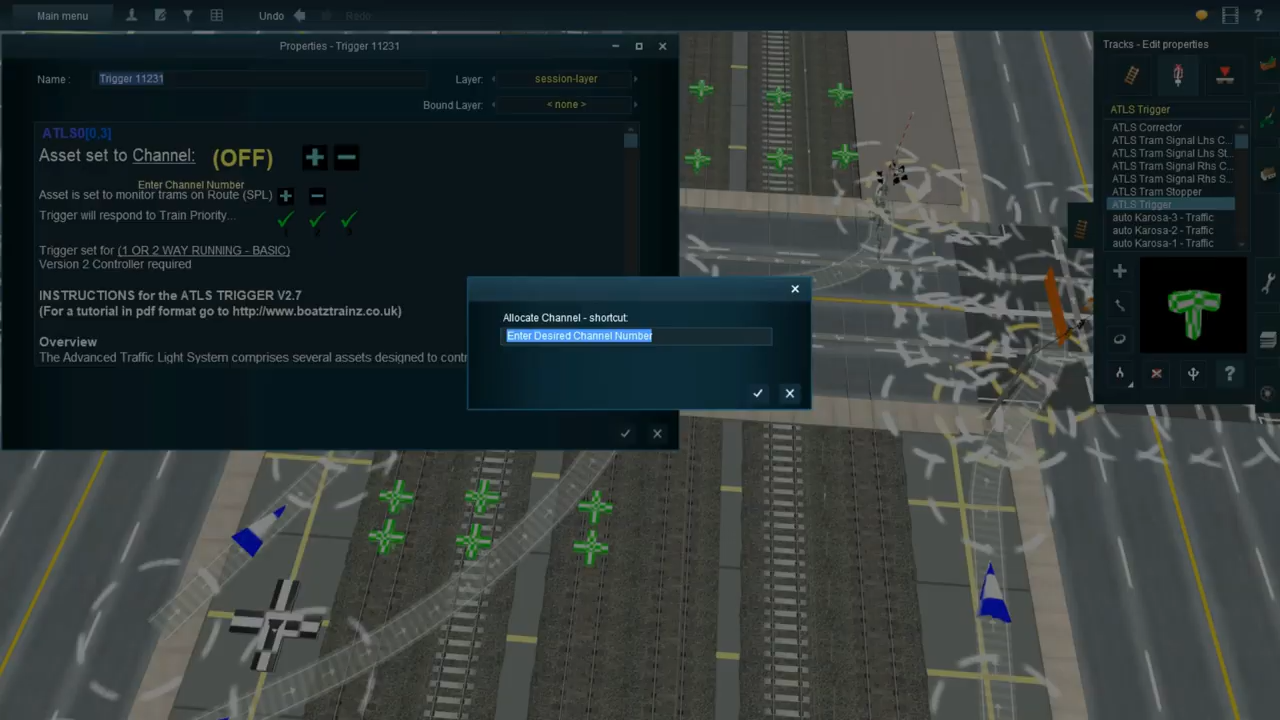 Main menu
Undo
Redo
Properties - Trigger 11231
Name :
Trigger 11231
Layer:
session-layer
Bound Layer:
< none >
ATLS0[0,3]
Asset set to Channel: (OFF)
Enter Channel Number
Asset is set to monitor trams on Route (SPL)
Trigger will respond to Train Priority...
Trigger set for (1 OR 2 WAY RUNNING - BASIC)
Version 2 Controller required
INSTRUCTIONS for the ATLS TRIGGER V2.7
(For a tutorial in pdf format go to http://www.boatztrainz.co.uk)
Overview
The Advanced Traffic Light System comprises several assets designed to contr
Allocate Channel - shortcut:
Enter Desired Channel Number
Tracks - Edit properties
ATLS Trigger
ATLS Corrector
ATLS Tram Signal Lhs C...
ATLS Tram Signal Lhs St...
ATLS Tram Signal Rhs C...
ATLS Tram Signal Rhs S...
ATLS Tram Stopper
ATLS Trigger
auto Karosa-3 - Traffic
auto Karosa-2 - Traffic
auto Karosa-1 - Traffic